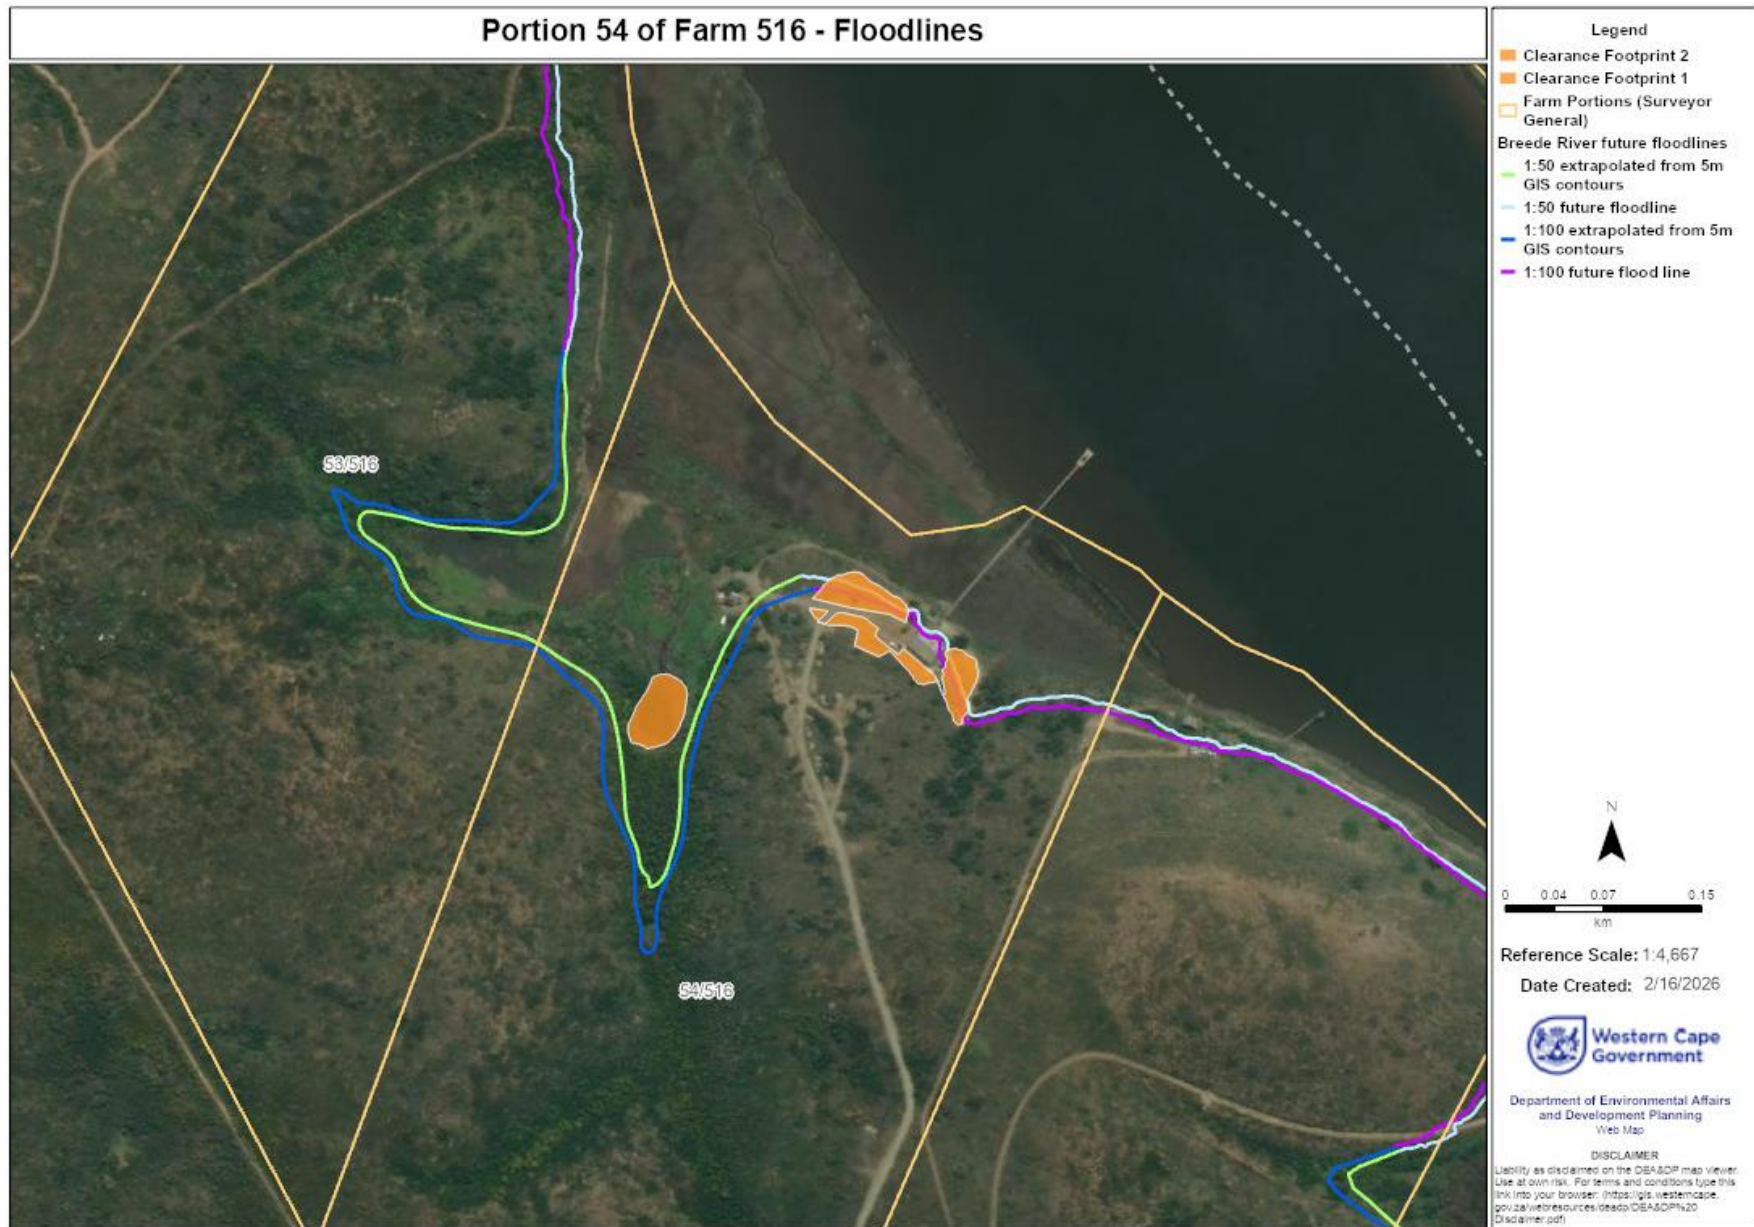 Portion 54 of Farm 516 - Floodlines
53/516
54/516
Legend
Clearance Footprint 2
Clearance Footprint 1
Farm Portions (Surveyor
General)
Breede River future floodlines
1:50 extrapolated from 5m
GIS contours
1:50 future floodline
1:100 extrapolated from 5m
GIS contours
1:100 future flood line
N
0 0.04 0.07 0.15
km
Reference Scale: 1:4,667
Date Created: 2/16/2026
Western Cape
Government
Department of Environmental Affairs
and Development Planning
Web Map
DISCLAIMER
Liability as disclaimed on the DEA&DP map viewer.
Use at own risk. For terms and conditions type this
link into your browser: (https://gis.westerncape.
gov.za/webresources/deadp/DEA&DP%20
Disclaimer.pdf)